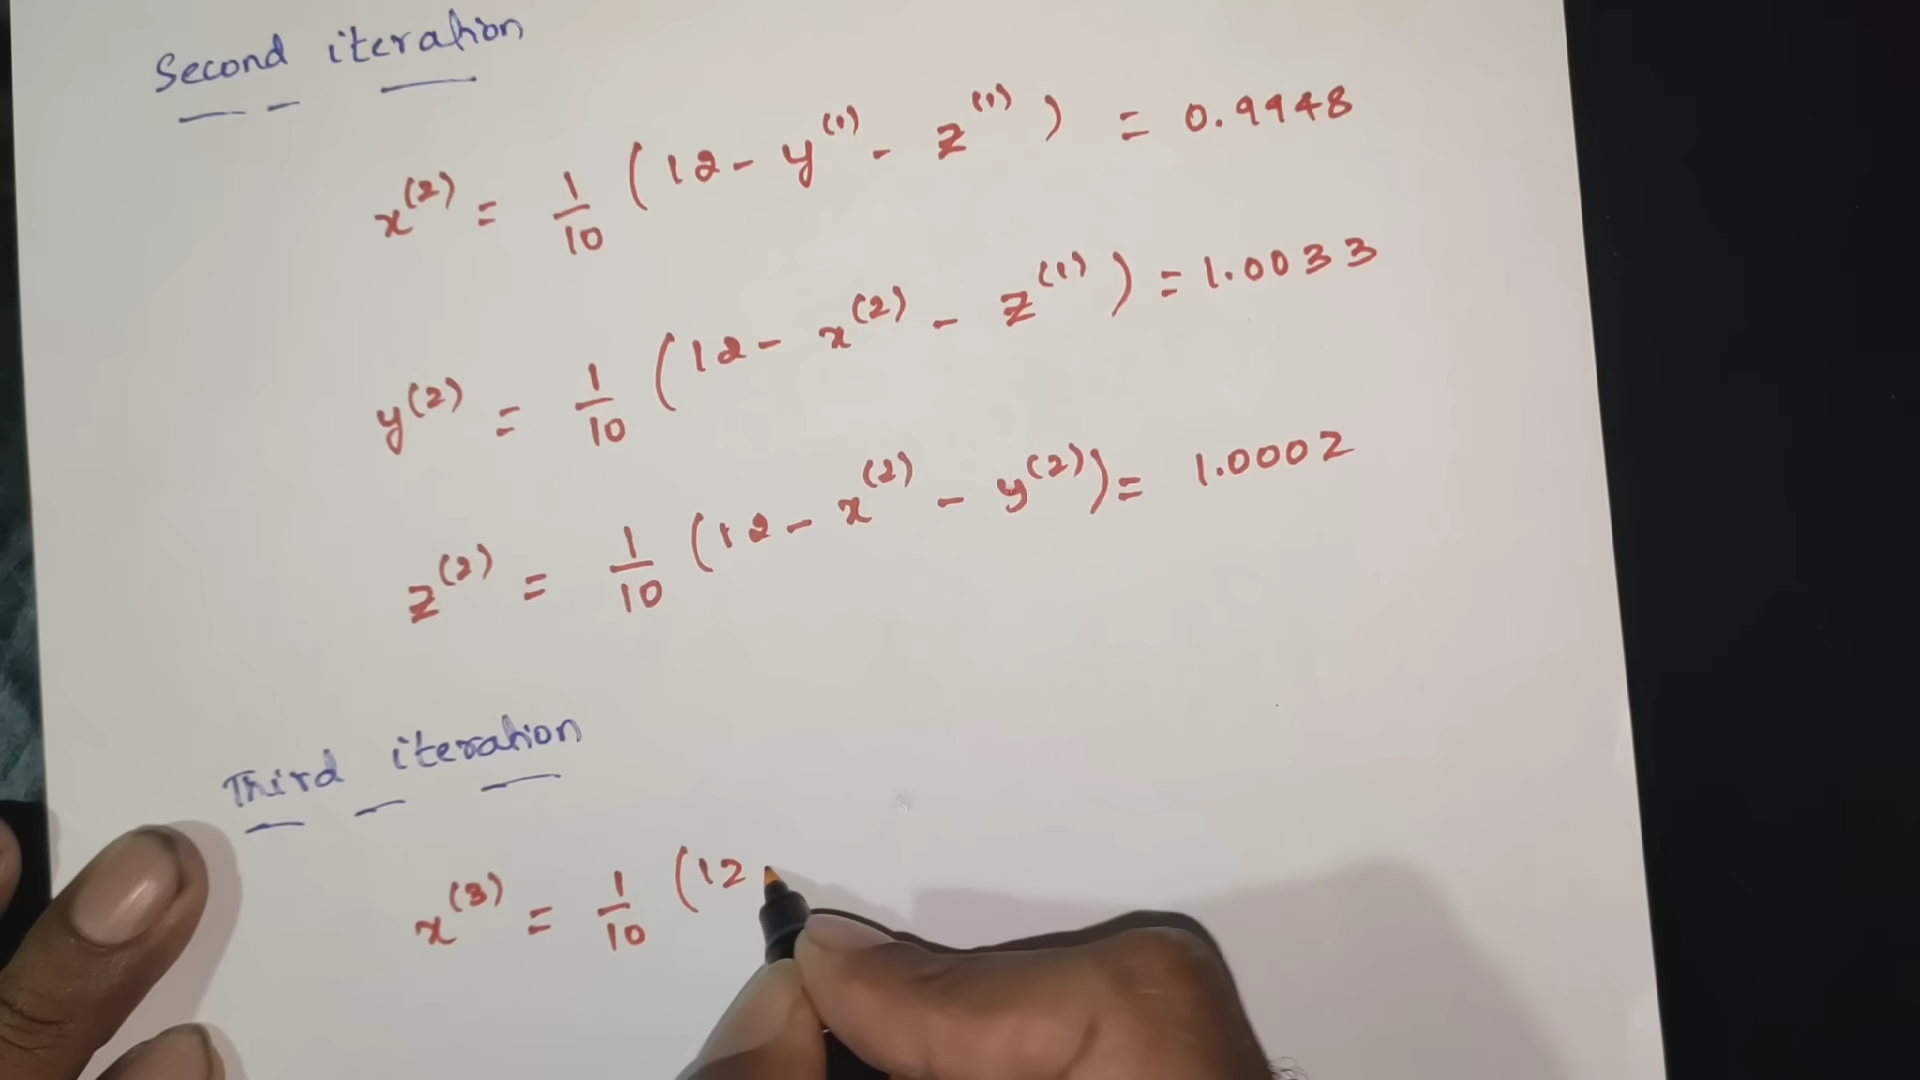 Second iteration
x^(2) = 1/10 (12 - y^(1) - z^(1)) = 0.9948
y^(2) = 1/10 (12 - x^(2) - z^(1)) = 1.0033
z^(2) = 1/10 (12 - x^(2) - y^(2)) = 1.0002
Third iteration
x^(3) = 1/10 (12